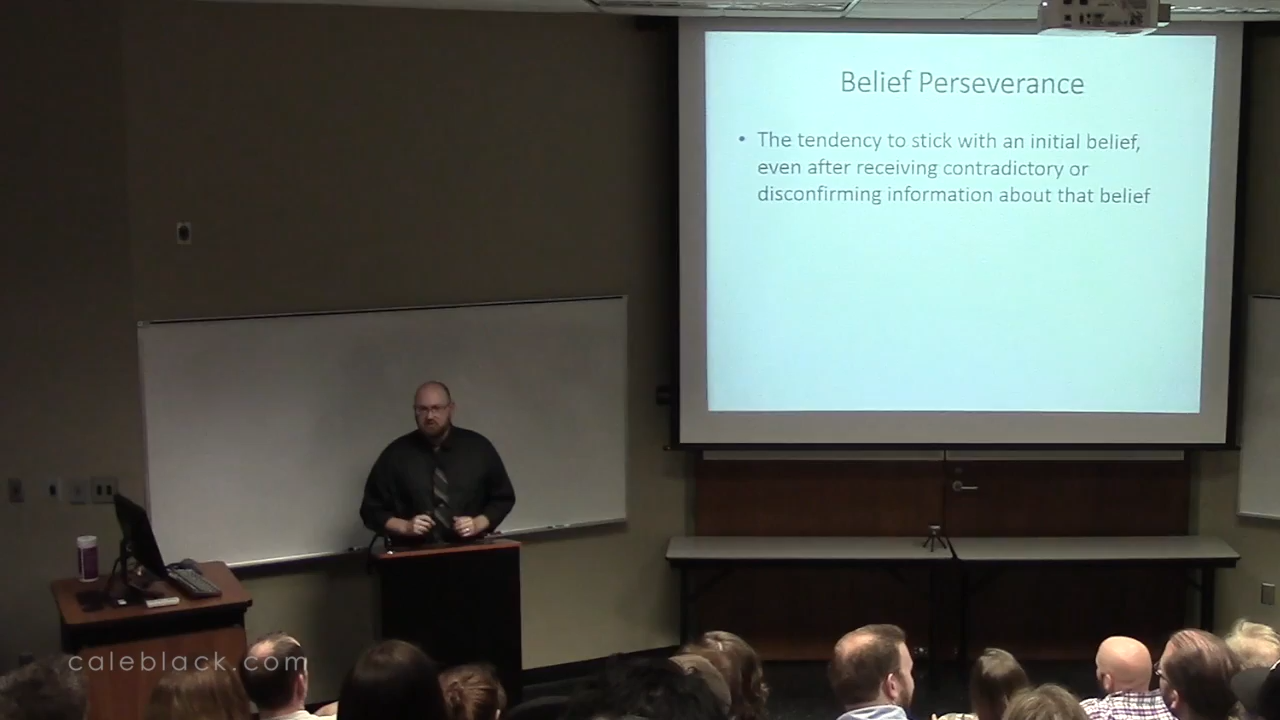 Belief Perseverance
• The tendency to stick with an initial belief,
even after receiving contradictory or
disconfirming information about that belief
caleblack.com